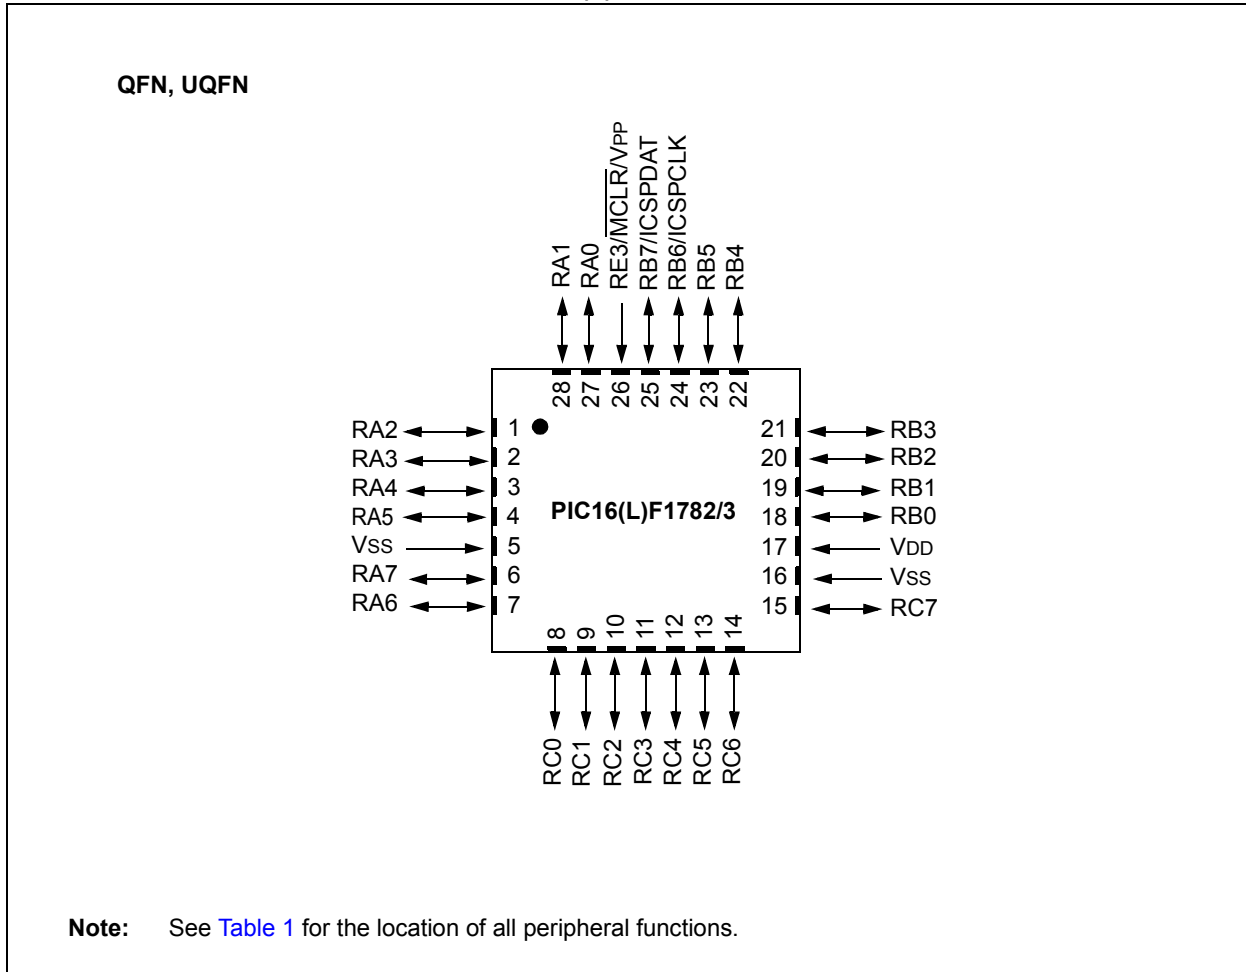 QFN, UQFN
RA1
RA0
RE3/MCLR/VPP
RB7/ICSPDAT
RB6/ICSPCLK
RB5
RB4
28
27
26
25
24
23
22
RA2 1
RA3 2
RA4 3
RA5 4
VSS 5
RA7 6
RA6 7
PIC16(L)F1782/3
21 RB3
20 RB2
19 RB1
18 RB0
17 VDD
16 VSS
15 RC7
8
9
10
11
12
13
14
RC0
RC1
RC2
RC3
RC4
RC5
RC6
Note: See Table 1 for the location of all peripheral functions.